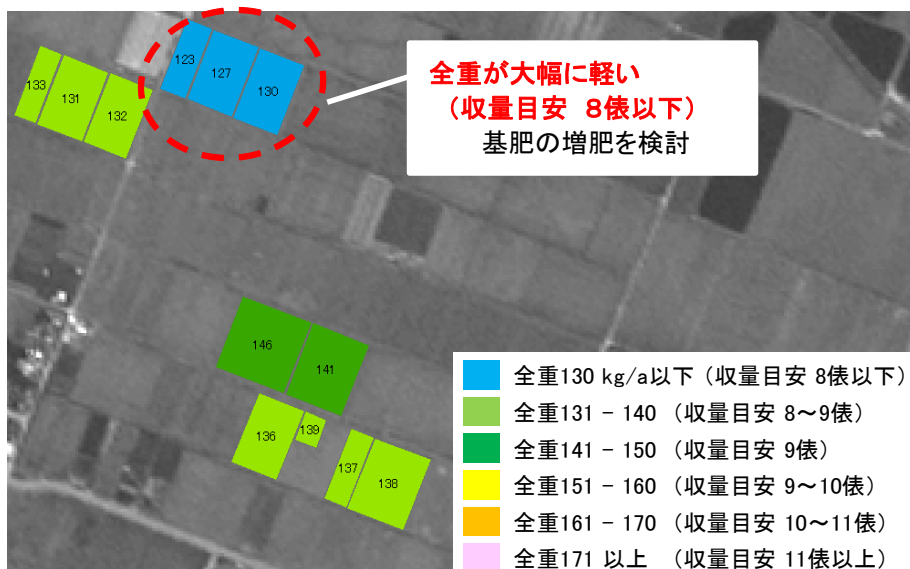 123
127
130
133
131
132
全重が大幅に軽い
（収量目安 8俵以下）
基肥の増肥を検討
146
141
136
139
137
138
全重130 kg/a以下（収量目安 8俵以下）
全重131 － 140 （収量目安 8～9俵）
全重141 － 150 （収量目安 9俵）
全重151 － 160 （収量目安 9～10俵）
全重161 － 170 （収量目安 10～11俵）
全重171 以上 （収量目安 11俵以上）